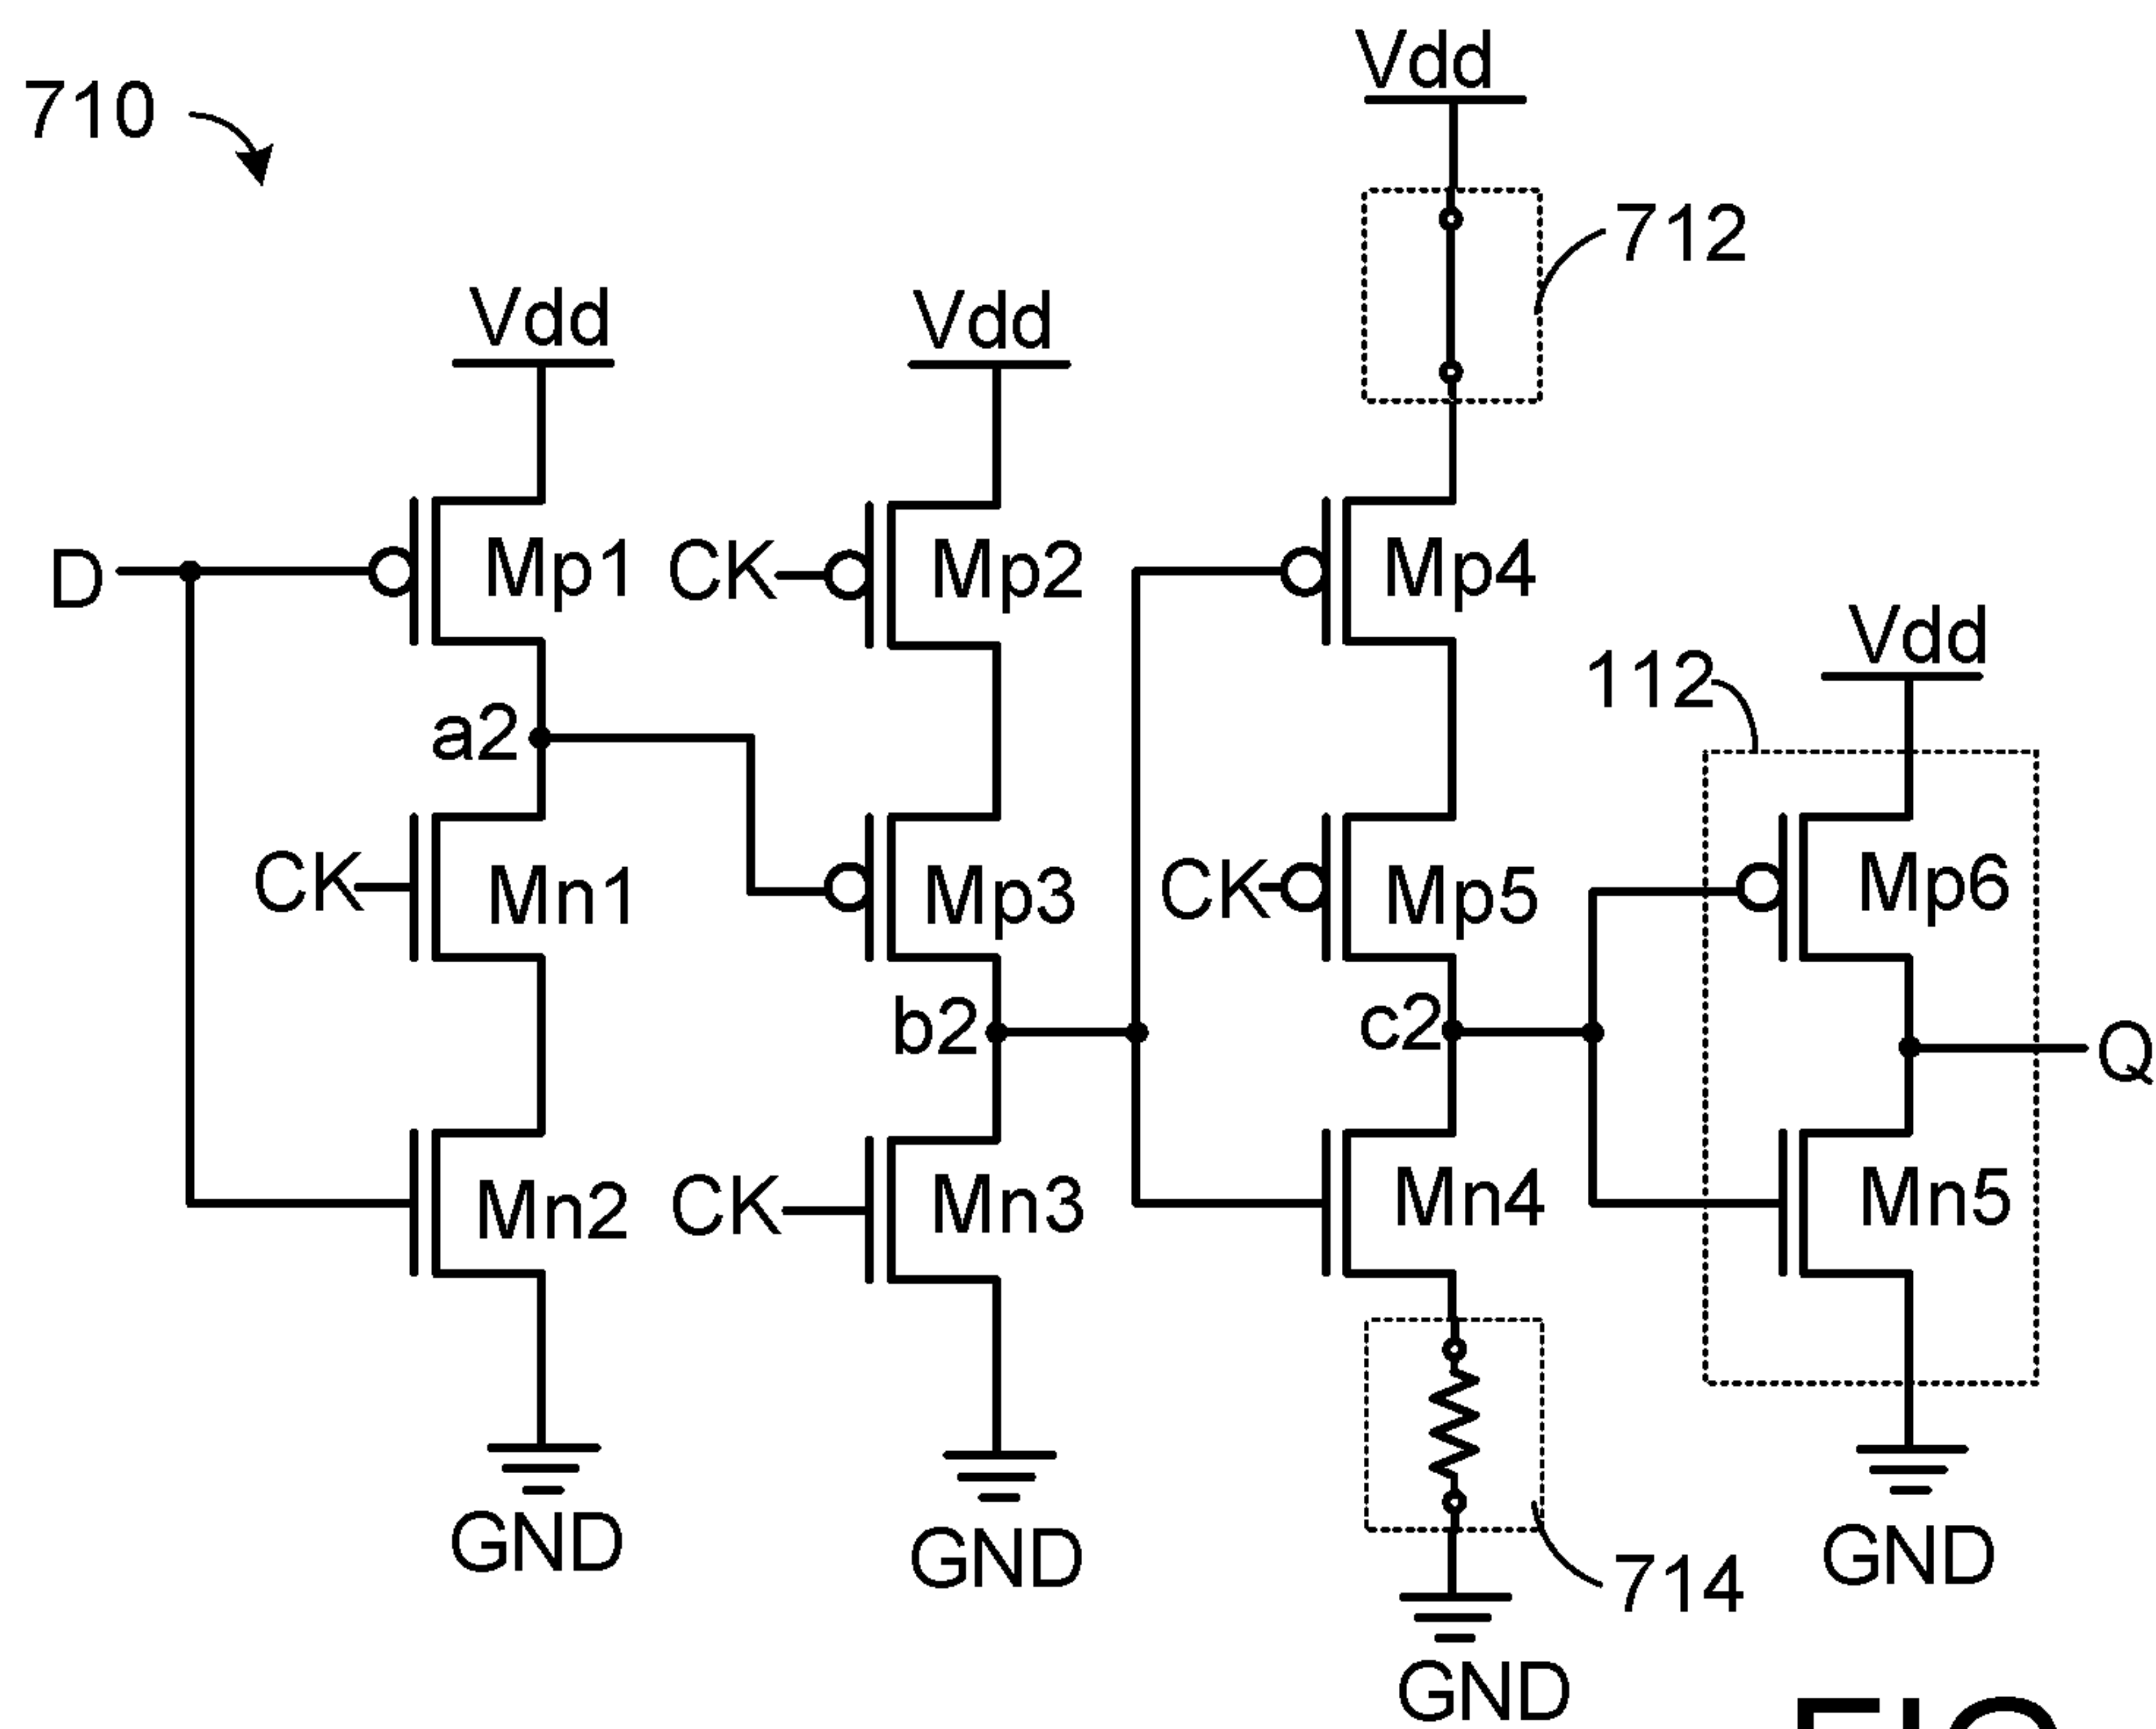 710
Vdd
712
Vdd
Vdd
D
Mp1
CK
Mp2
Mp4
Vdd
112
a2
CK
Mn1
Mp3
CK
Mp5
Mp6
b2
c2
Q
Mn2
CK
Mn3
Mn4
Mn5
GND
GND
714
GND
GND